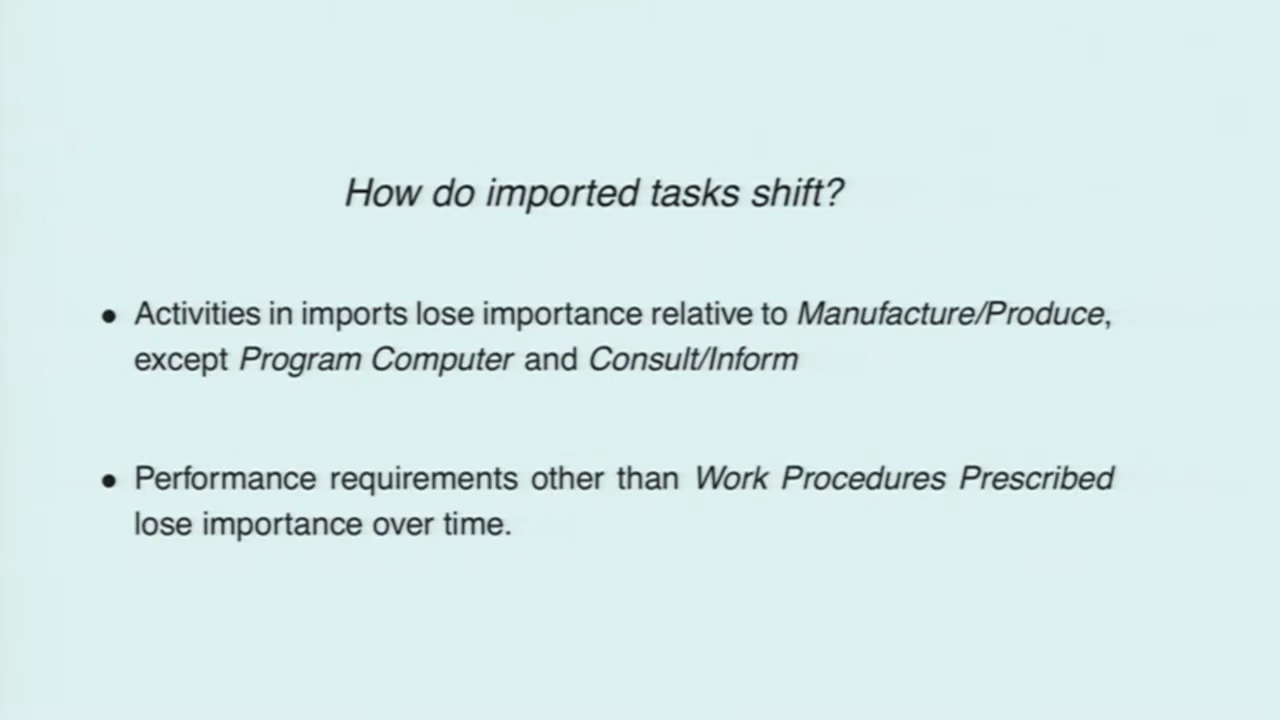 How do imported tasks shift?
• Activities in imports lose importance relative to Manufacture/Produce,
except Program Computer and Consult/Inform
• Performance requirements other than Work Procedures Prescribed
lose importance over time.